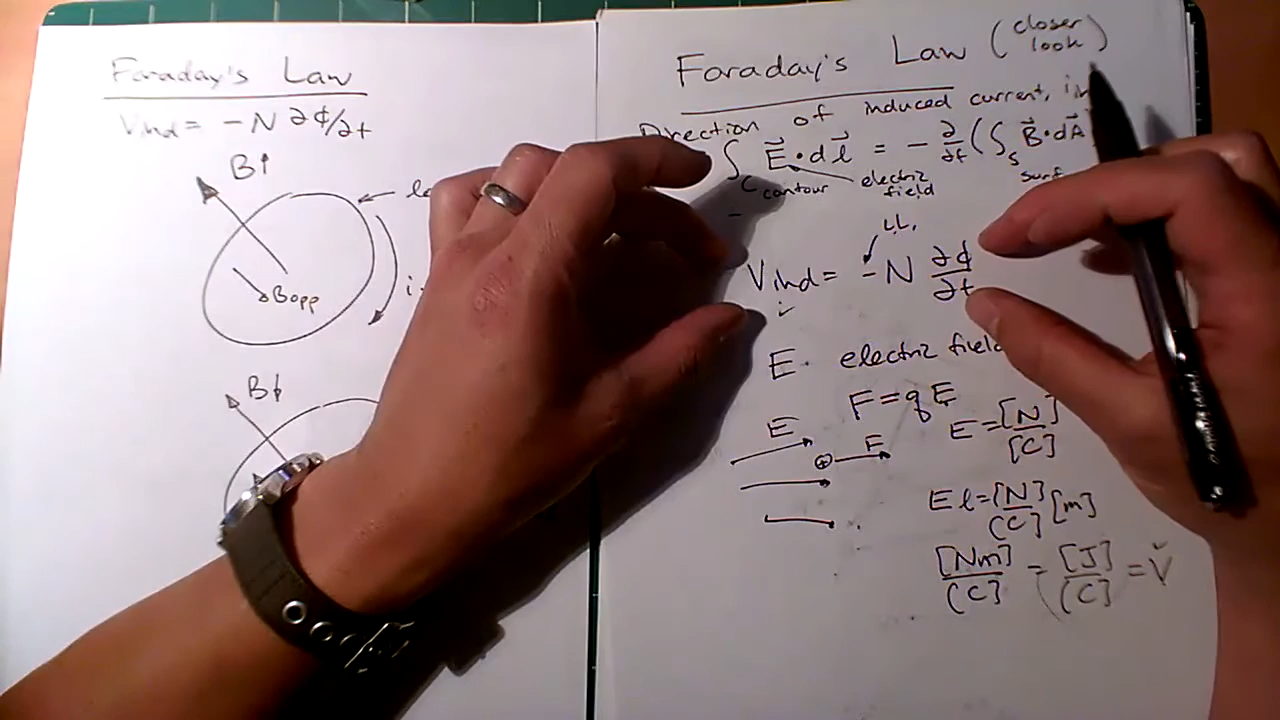 Faraday's Law
Vind = -N ∂ϕ/∂t
B↑
Bopp
i
B↓
Faraday's Law (closer look)
Direction of induced current,
∫C E⃗·dl⃗ = - ∂/∂t (∫S B⃗·dA⃗
contour
electric field
surf
L.L.
Vind = -N ∂ϕ/∂t
E electric field
F = qE
E
F
E = [N]/[C]
El = [N]/[C] [m]
[Nm]/[C] = [J]/[C] = V